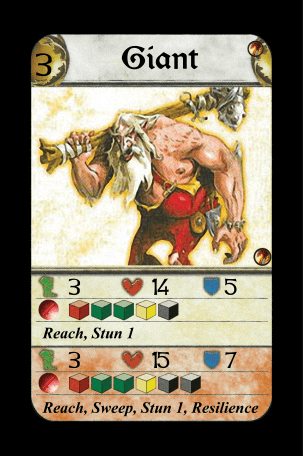 3 Giant
3 14 5
Reach, Stun 1
3 15 7
Reach, Sweep, Stun 1, Resilience